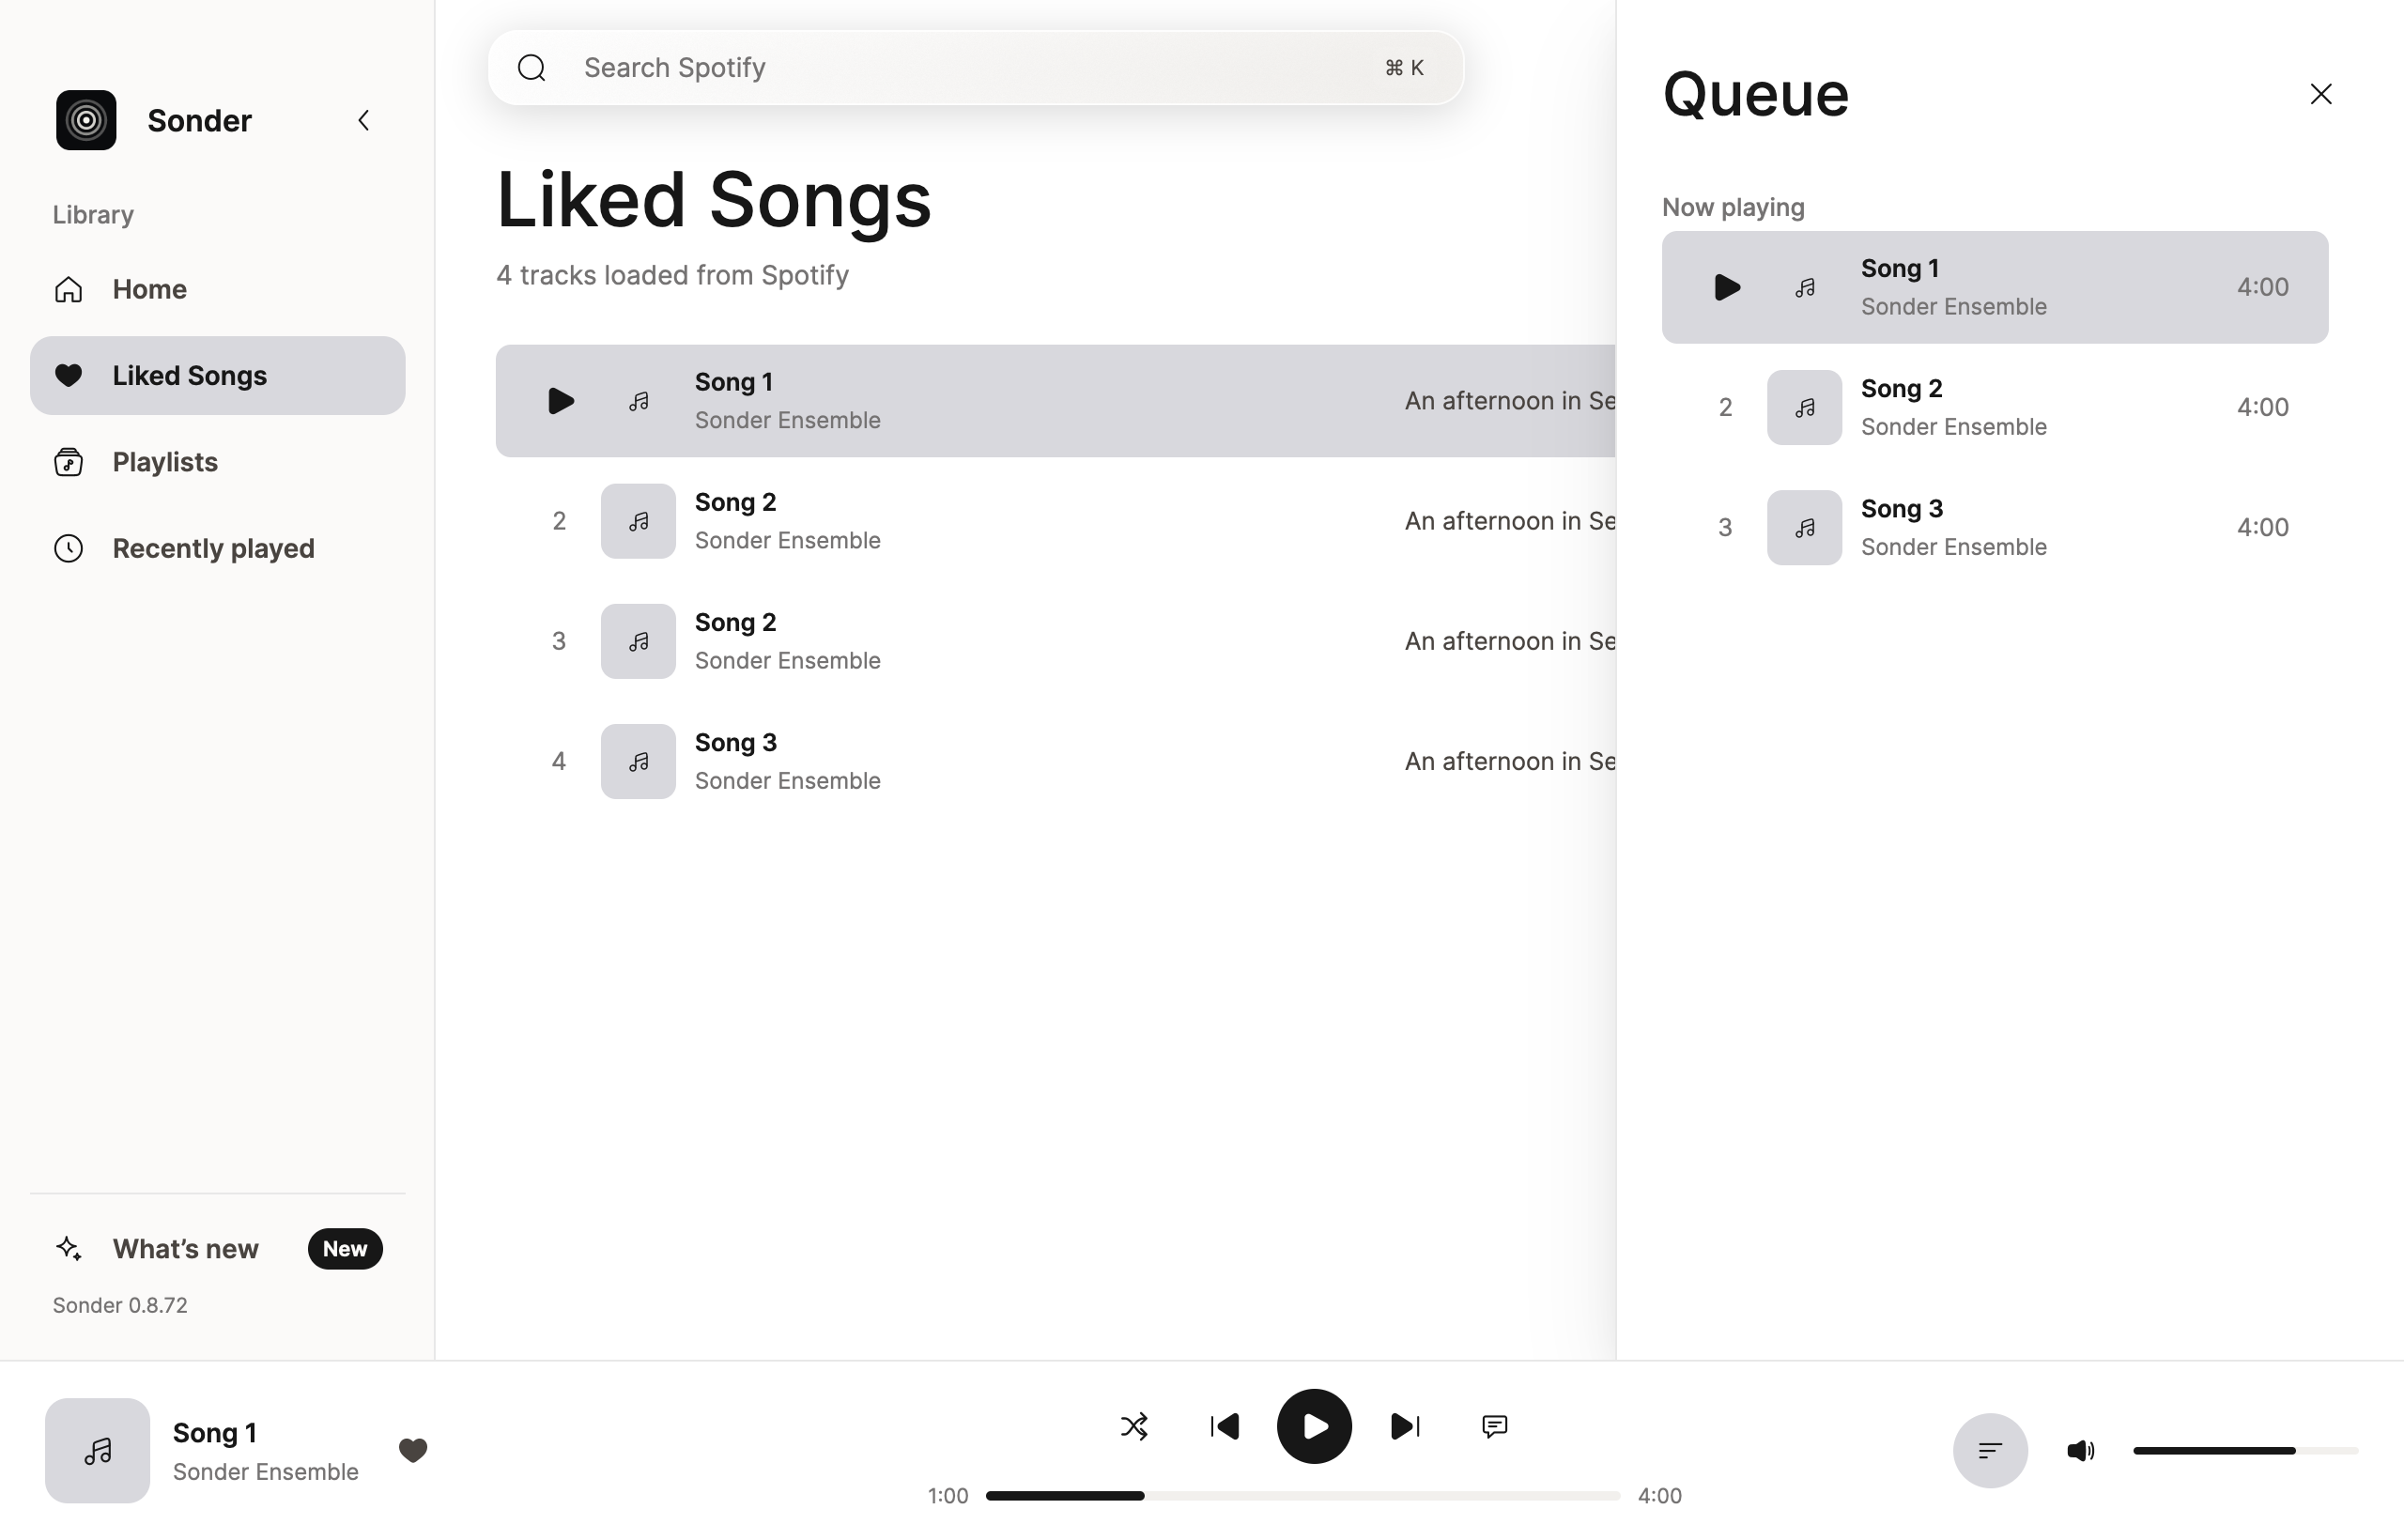 Sonder
Library
Home
Liked Songs
Playlists
Recently played
What’s new
New
Sonder 0.8.72
Search Spotify
⌘ K
Liked Songs
4 tracks loaded from Spotify
Song 1
Sonder Ensemble
An afternoon in Se
2
Song 2
Sonder Ensemble
An afternoon in Se
3
Song 2
Sonder Ensemble
An afternoon in Se
4
Song 3
Sonder Ensemble
An afternoon in Se
Queue
Now playing
Song 1
Sonder Ensemble
4:00
2
Song 2
Sonder Ensemble
4:00
3
Song 3
Sonder Ensemble
4:00
Song 1
Sonder Ensemble
1:00
4:00